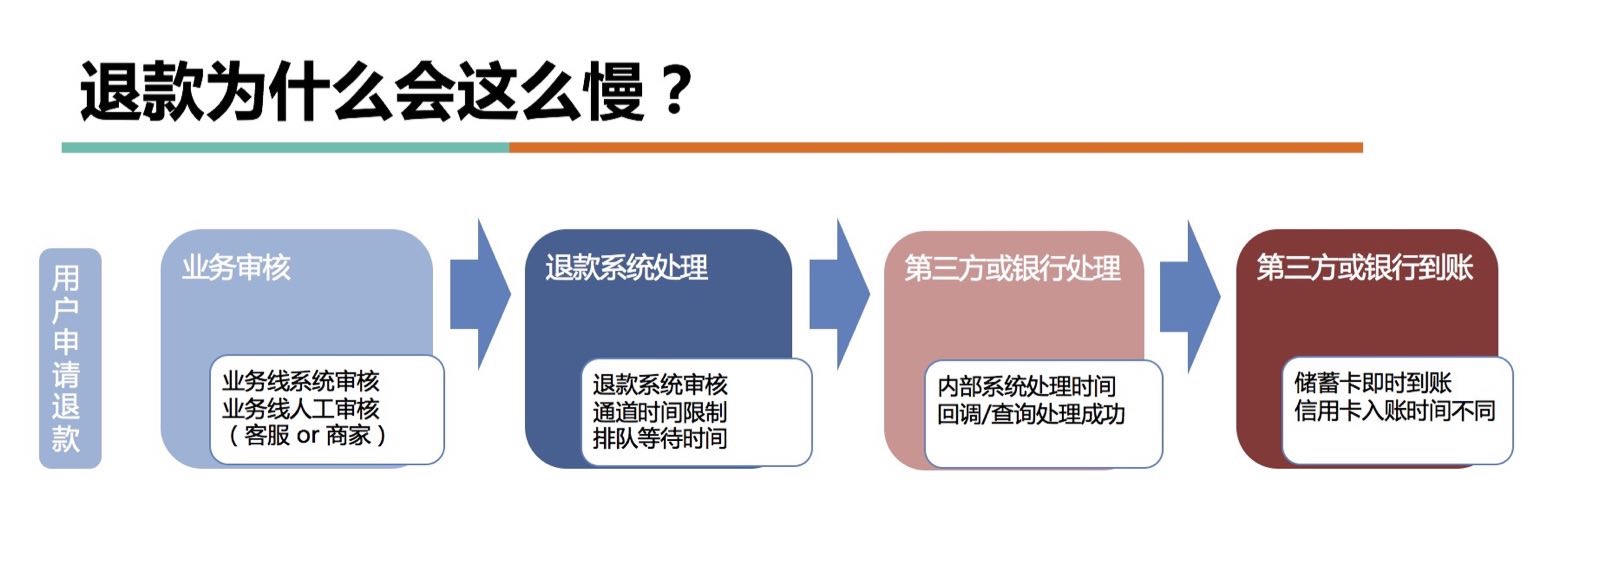 退款为什么会这么慢？
用户申请退款
业务审核
业务线系统审核
业务线人工审核
（客服 or 商家）
退款系统处理
退款系统审核
通道时间限制
排队等待时间
第三方或银行处理
内部系统处理时间
回调/查询处理成功
第三方或银行到账
储蓄卡即时到账
信用卡入账时间不同